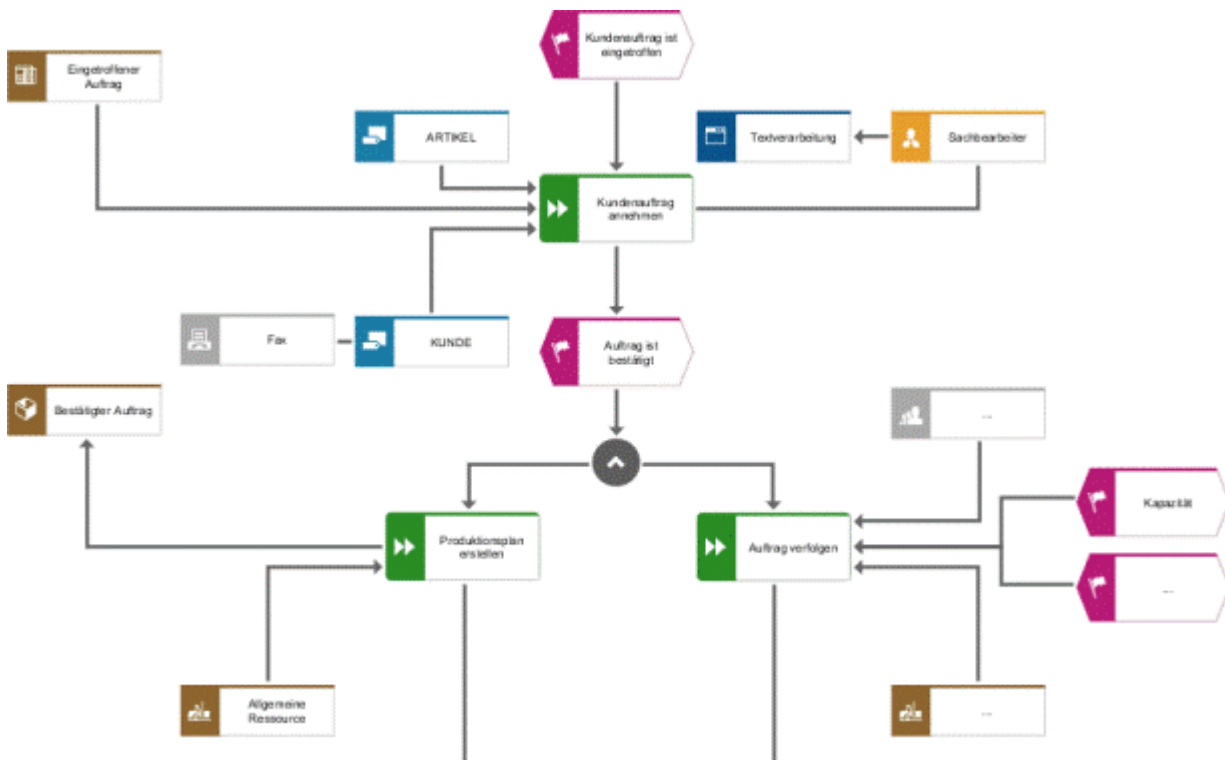 Kundenauftrag ist
eingetroffen
Eingetroffener
Auftrag
ARTIKEL
Textverarbeitung
Sachbearbeiter
Kundenauftrag
annehmen
Fax
KUNDE
Auftrag ist
bestätigt
Bestätigter Auftrag
...
Kapazität
Produktionsplan
erstellen
Auftrag verfolgen
...
Allgemeine
Ressource
...